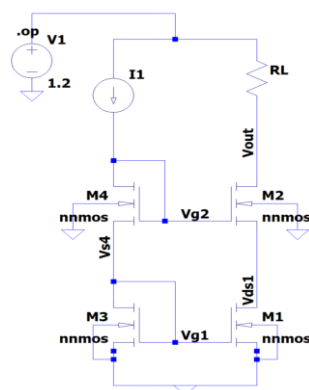 .op
V1
1.2
I1
RL
Vout
M4
nnmos
Vg2
M2
nnmos
Vs4
Vds1
M3
nnmos
Vg1
M1
nnmos